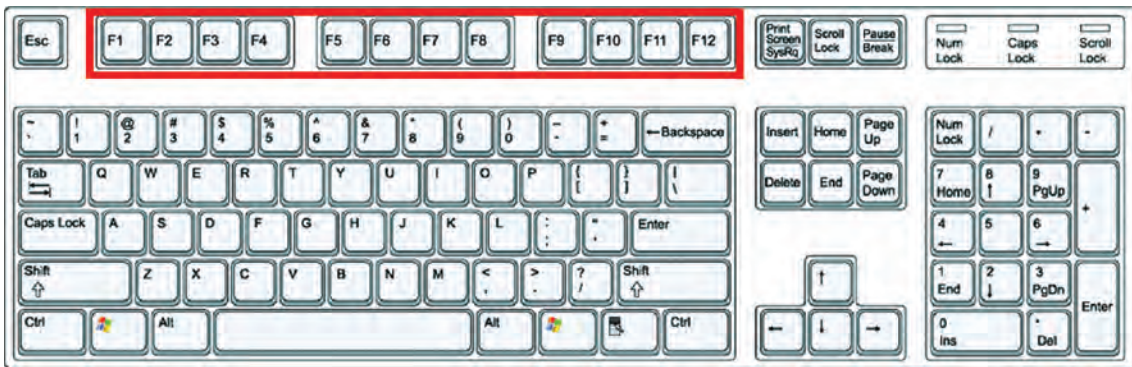 Esc F1 F2 F3 F4 F5 F6 F7 F8 F9 F10 F11 F12 Print Screen SysRq Scroll Lock Pause Break Num Lock Caps Lock Scroll Lock
~ ` ! 1 @ 2 # 3 $ 4 % 5 ^ 6 & 7 * 8 ( 9 ) 0 – - + = ←Backspace Insert Home Page Up Num Lock / * -
Tab Q W E R T Y U I O P { [ } ] | \ Delete End Page Down 7 Home 8 ↑ 9 PgUp +
Caps Lock A S D F G H J K L : ; " ' Enter 4 ← 5 6 →
Shift Z X C V B N M < , > . ? / Shift ↑ 1 End 2 ↓ 3 PgDn Enter
Ctrl Alt Alt Ctrl ← ↓ → 0 Ins . Del